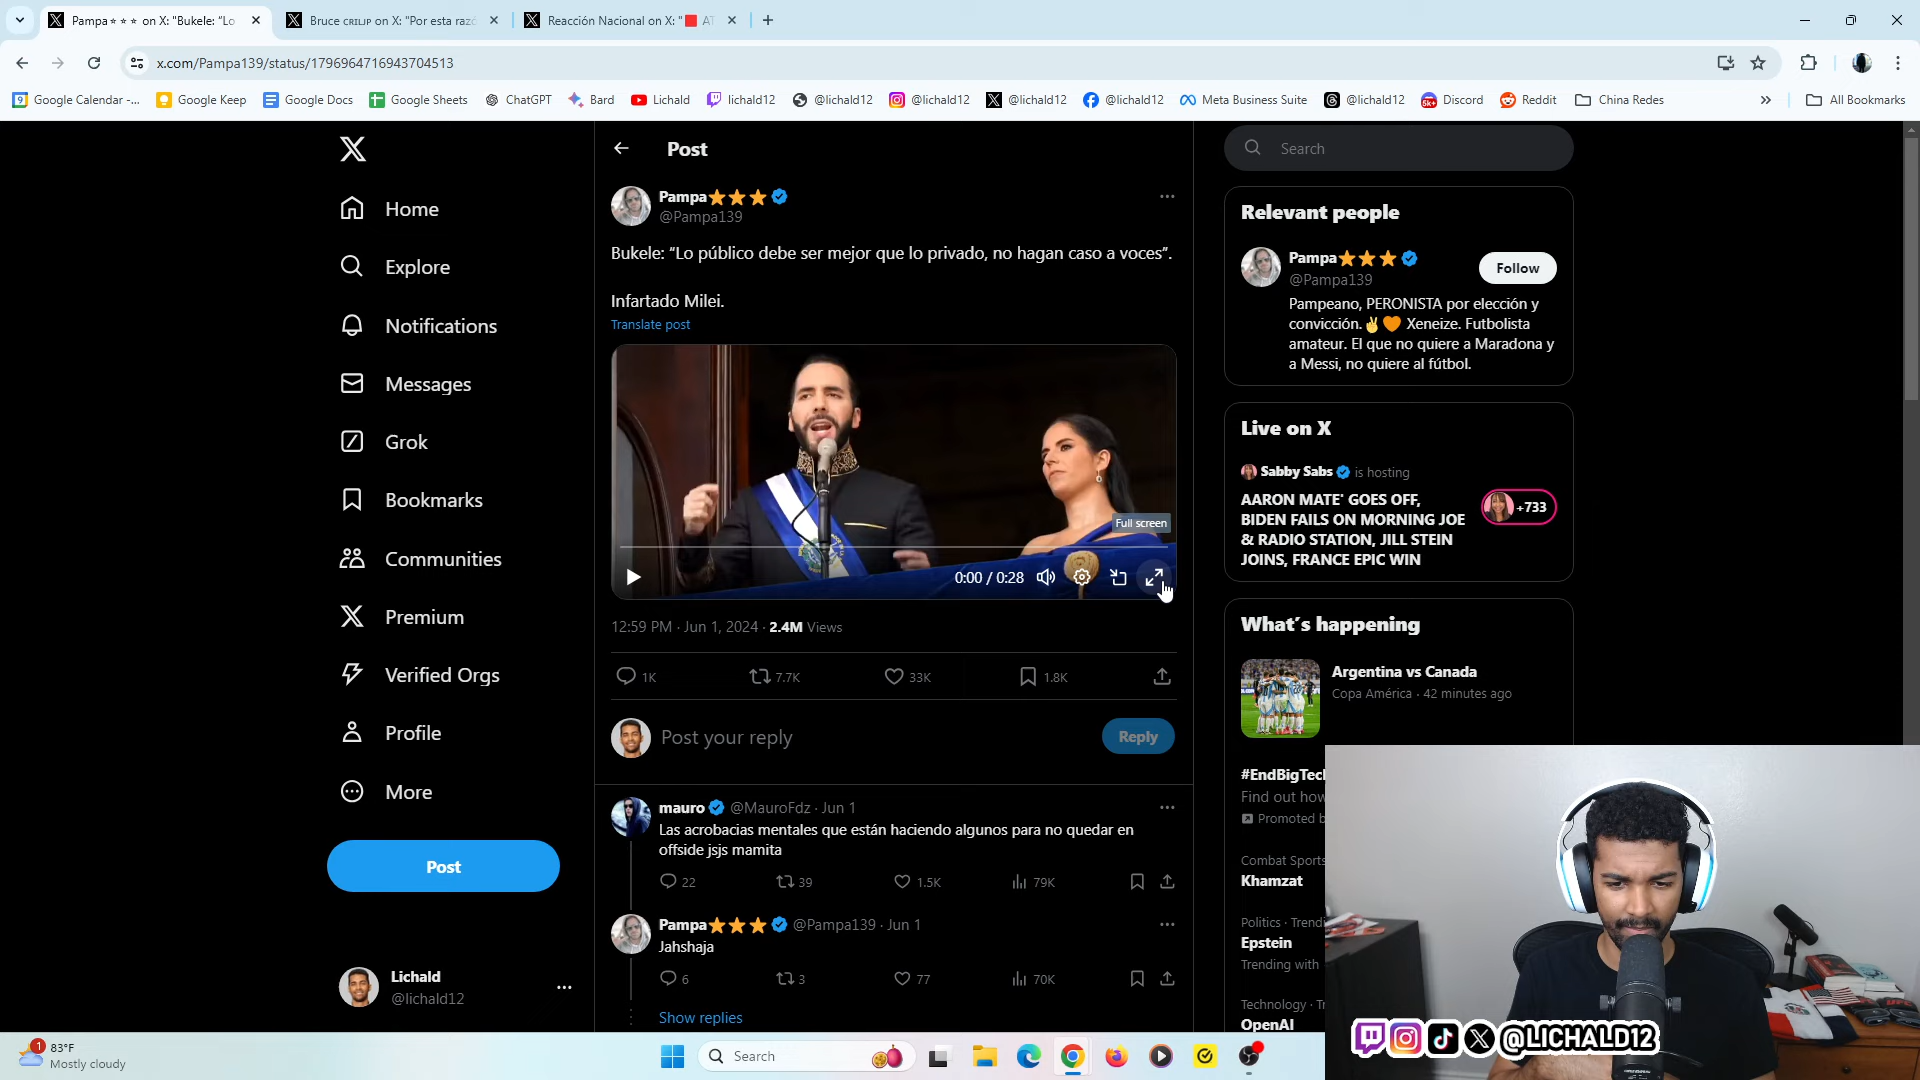 Pampa⭐⭐⭐ on X: "Bukele: "Lo
Bruce CRILJP on X: "Por esta razó
Reacción Nacional on X: "🟥 AT
x.com/Pampa139/status/1796964716943704513
Google Calendar -...
Google Keep
Google Docs
Google Sheets
ChatGPT
Bard
Lichald
lichald12
@lichald12
@lichald12
@lichald12
@lichald12
Meta Business Suite
@lichald12
Discord
Reddit
China Redes
All Bookmarks
Home
Explore
Notifications
Messages
Grok
Bookmarks
Communities
Premium
Verified Orgs
Profile
More
Post
Lichald
@lichald12
Post
Pampa⭐⭐⭐
@Pampa139
Bukele: “Lo público debe ser mejor que lo privado, no hagan caso a voces”.
Infartado Milei.
Translate post
Full screen
0:00 / 0:28
12:59 PM · Jun 1, 2024 · 2.4M Views
1K 7.7K 33K 1.8K
Post your reply
Reply
mauro @MauroFdz · Jun 1
Las acrobacias mentales que están haciendo algunos para no quedar en
offside jsjs mamita
22 39 1.5K 79K
Pampa⭐⭐⭐ @Pampa139 · Jun 1
Jahshaja
6 3 77 70K
Show replies
Search
Relevant people
Pampa⭐⭐⭐
@Pampa139
Follow
Pampeano, PERONISTA por elección y
convicción.✌️🧡 Xeneize. Futbolista
amateur. El que no quiere a Maradona y
a Messi, no quiere al fútbol.
Live on X
Sabby Sabs is hosting
AARON MATE' GOES OFF,
BIDEN FAILS ON MORNING JOE
& RADIO STATION, JILL STEIN
JOINS, FRANCE EPIC WIN
+733
What’s happening
Argentina vs Canada
Copa América · 42 minutes ago
#EndBigTec
Find out how
Promoted b
Combat Sports
Khamzat
Politics · Trendi
Epstein
Trending with
Technology · Tr
OpenAI
@LICHALD12
1
83°F
Mostly cloudy
Search